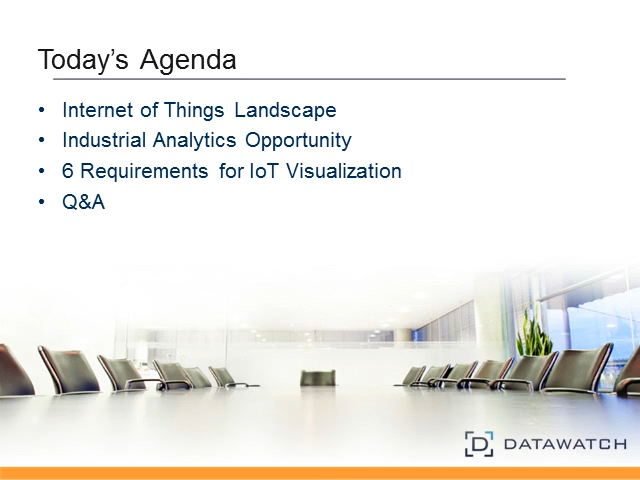 Today’s Agenda
• Internet of Things Landscape
• Industrial Analytics Opportunity
• 6 Requirements for IoT Visualization
• Q&A
D DATAWATCH